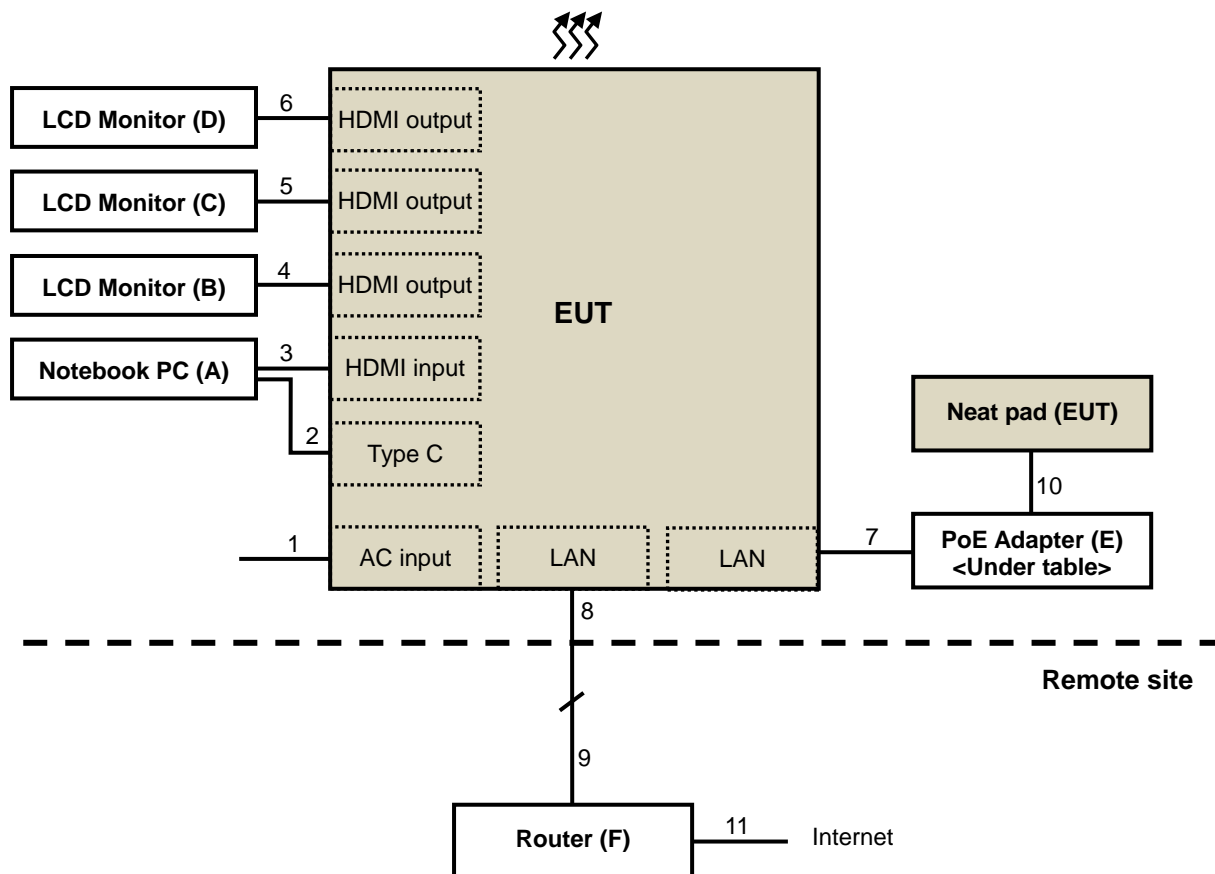 6
LCD Monitor (D)
HDMI output
5
LCD Monitor (C)
HDMI output
4
LCD Monitor (B)
HDMI output
EUT
3
Notebook PC (A)
HDMI input
Neat pad (EUT)
2
Type C
10
1
AC input
LAN
LAN
7
PoE Adapter (E)
<Under table>
8
Remote site
9
Router (F)
11
Internet